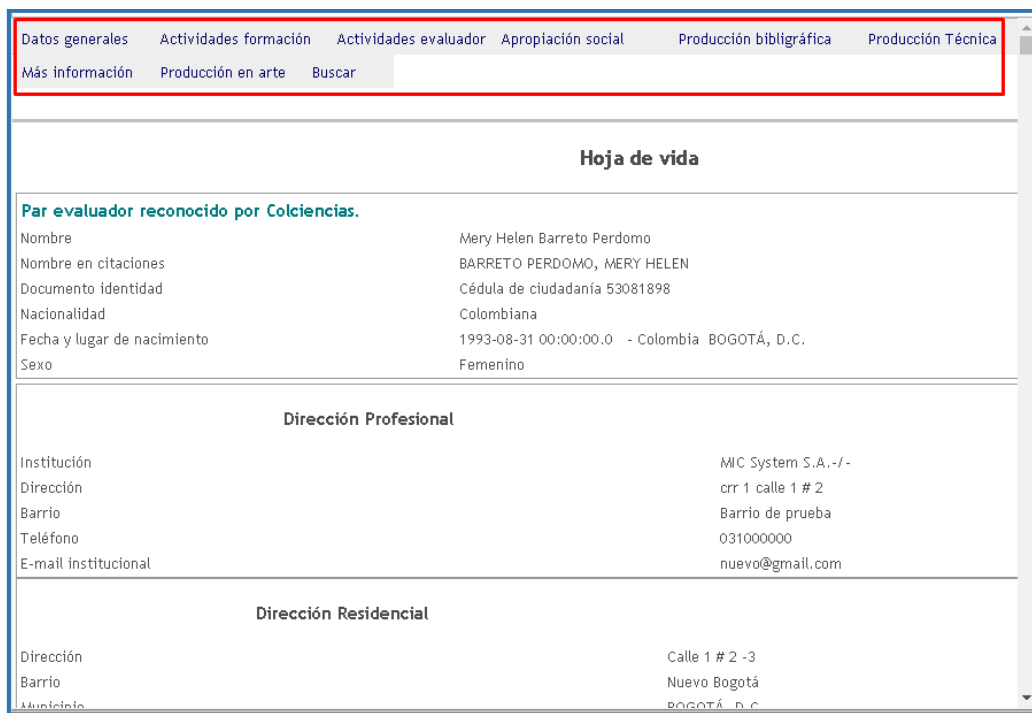 Datos generales Actividades formación Actividades evaluador Apropiación social Producción bibligráfica Producción Técnica
Más información Producción en arte Buscar
Hoja de vida
Par evaluador reconocido por Colciencias.
Nombre Mery Helen Barreto Perdomo
Nombre en citaciones BARRETO PERDOMO, MERY HELEN
Documento identidad Cédula de ciudadanía 53081898
Nacionalidad Colombiana
Fecha y lugar de nacimiento 1993-08-31 00:00:00.0 - Colombia BOGOTÁ, D.C.
Sexo Femenino
Dirección Profesional
Institución MIC System S.A.-/-
Dirección crr 1 calle 1 # 2
Barrio Barrio de prueba
Teléfono 031000000
E-mail institucional nuevo@gmail.com
Dirección Residencial
Dirección Calle 1 # 2 -3
Barrio Nuevo Bogotá
Municipio BOGOTÁ, D.C.